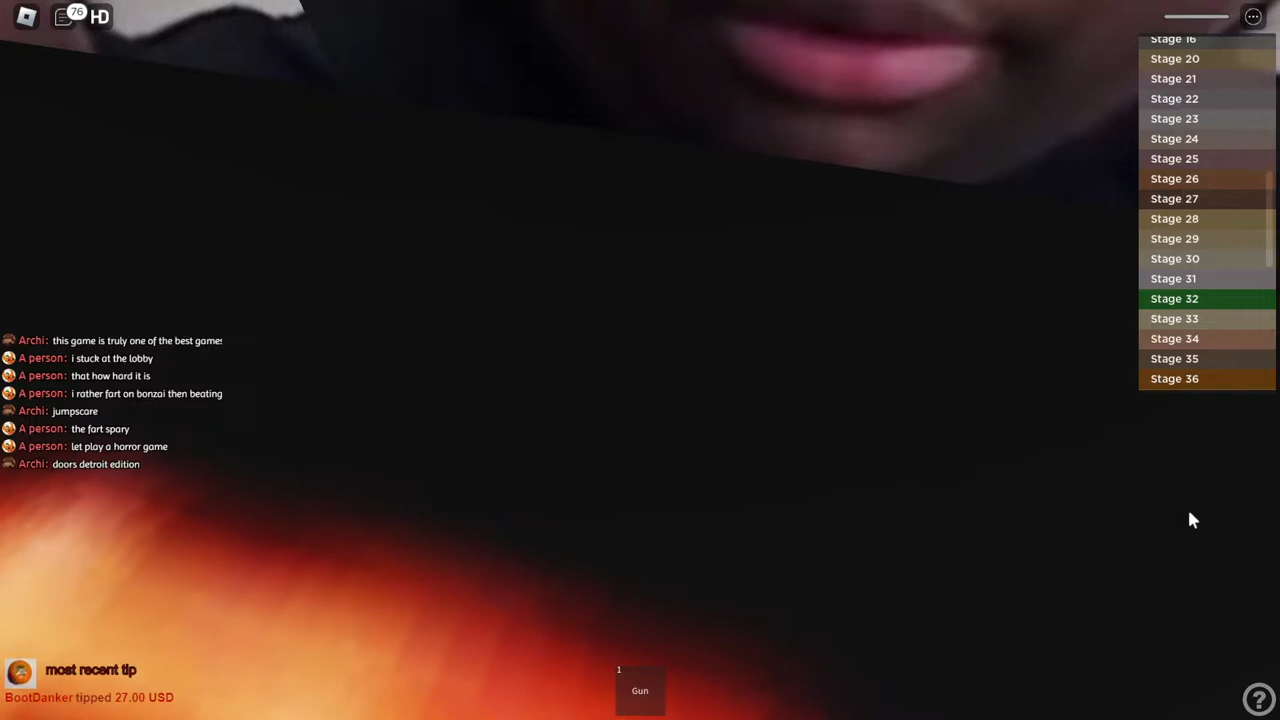 76
HD
Stage 16
Stage 20
Stage 21
Stage 22
Stage 23
Stage 24
Stage 25
Stage 26
Stage 27
Stage 28
Stage 29
Stage 30
Stage 31
Stage 32
Stage 33
Stage 34
Stage 35
Stage 36
Archi: this game is truly one of the best games
A person: i stuck at the lobby
A person: that how hard it is
A person: i rather fart on bonzai then beating
Archi: jumpscare
A person: the fart spary
A person: let play a horror game
Archi: doors detroit edition
most recent tip
BootDanker tipped 27.00 USD
1
Gun
?